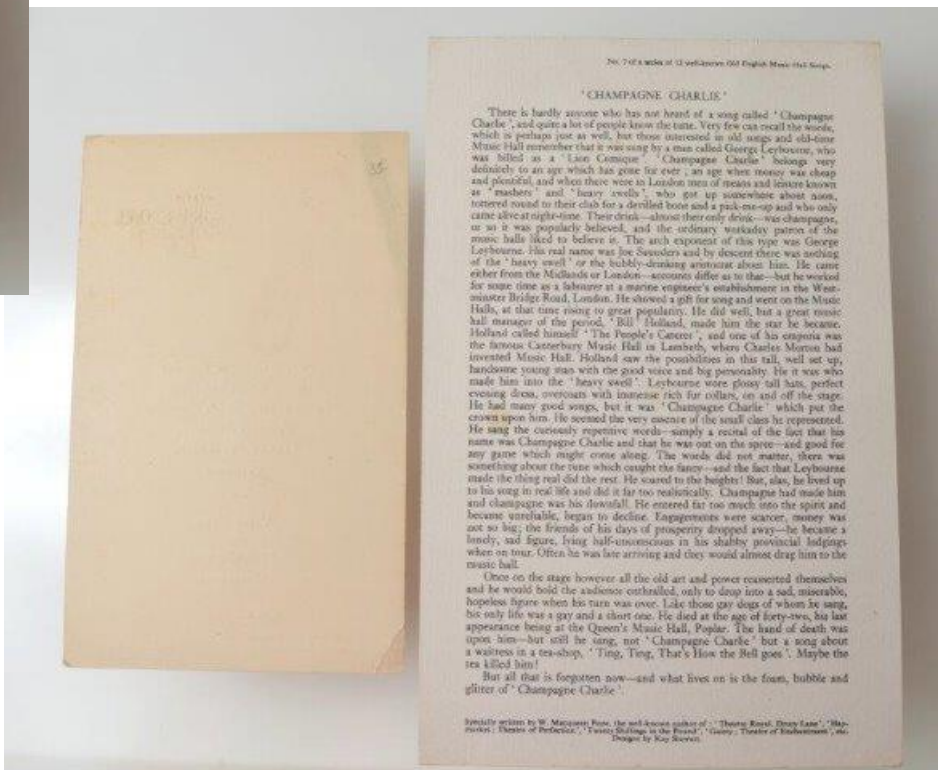 35
No. 7 of a series of 12 well-known Old English Music Hall Songs.
' CHAMPAGNE CHARLIE '
There is hardly anyone who has not heard of a song called ' Champagne
Charlie ', and quite a lot of people know the tune. Very few can recall the words,
which is perhaps just as well, but those interested in old songs and old-time
Music Hall remember that it was sung by a man called George Leybourne, who
was billed as a ' Lion Comique ' ' Champagne Charlie ' belongs very
definitely to an age which has gone for ever ; an age when money was cheap
and plentiful, and when there were in London men of means and leisure known
as ' mashers ' and ' heavy swells ', who got up somewhere about noon,
tottered round to their club for a devilled bone and a pick-me-up and who only
came alive at night-time. Their drink—almost their only drink—was champagne,
or so it was popularly believed, and the ordinary workaday patron of the
music halls liked to believe it. The arch exponent of this type was George
Leybourne. His real name was Joe Saunders and by descent there was nothing
of the ' heavy swell ' or the bubbly-drinking aristocrat about him. He came
either from the Midlands or London—accounts differ as to that—but he worked
for some time as a labourer at a marine engineer's establishment in the West-
minster Bridge Road, London. He showed a gift for song and went on the Music
Halls, at that time rising to great popularity. He did well, but a great music
hall manager of the period, ' Bill ' Holland, made him the star he became.
Holland called himself ' The People's Caterer ', and one of his emporia was
the famous Canterbury Music Hall in Lambeth, where Charles Morton had
invented Music Hall. Holland saw the possibilities in this tall, well set up,
handsome young man with the good voice and big personality. He it was who
made him into the ' heavy swell '. Leybourne wore glossy tall hats, perfect
evening dress, overcoats with immense rich fur collars, on and off the stage.
He had many good songs, but it was ' Champagne Charlie ' which put the
crown upon him. He seemed the very essence of the small class he represented.
He sang the curiously repetitive words—simply a recital of the fact that his
name was Champagne Charlie and that he was out on the spree—and good for
any game which might come along. The words did not matter, there was
something about the tune which caught the fancy—and the fact that Leybourne
made the thing real did the rest. He soared to the heights! But, alas, he lived up
to his song in real life and did it far too realistically. Champagne had made him
and champagne was his downfall. He entered far too much into the spirit and
became unreliable, began to decline. Engagements were scarcer, money was
not so big; the friends of his days of prosperity dropped away—he became a
lonely, sad figure, lying half-unconscious in his shabby provincial lodgings
when on tour. Often he was late arriving and they would almost drag him to the
music hall.
Once on the stage however all the old art and power reasserted themselves
and he would hold the audience enthralled, only to drop into a sad, miserable,
hopeless figure when his turn was over. Like those gay dogs of whom he sang,
his only life was a gay and a short one. He died at the age of forty-two, his last
appearance being at the Queen's Music Hall, Poplar. The hand of death was
upon him—but still he sang, not ' Champagne Charlie ' but a song about
a waitress in a tea-shop, ' Ting, Ting, That's How the Bell goes '. Maybe the
tea killed him!
But all that is forgotten now—and what lives on is the foam, bubble and
glitter of ' Champagne Charlie '.
Specially written by W. Macqueen Pope, the well-known author of : ' Theatre Royal, Drury Lane ', ' Hay-
market : Theatre of Perfection ', ' Twenty Shillings in the Pound ', ' Gaiety : Theatre of Enchantment ', etc.
Designs by Kay Stewart.